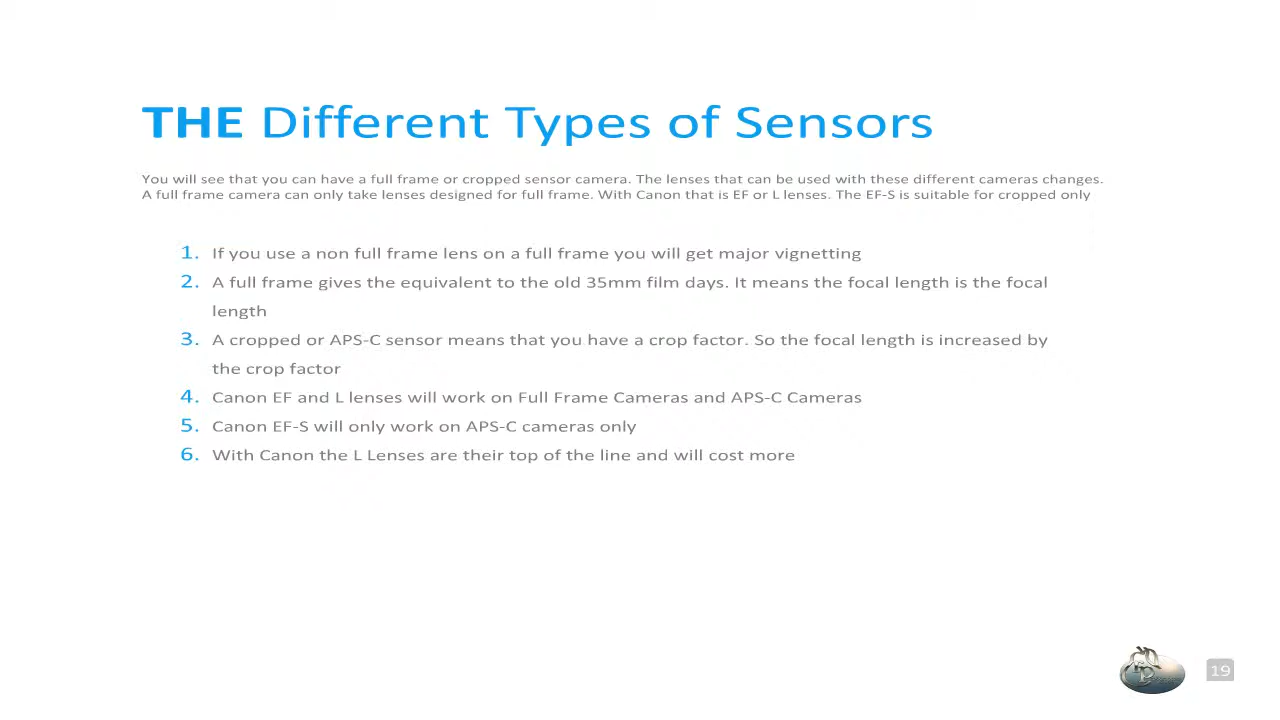 THE Different Types of Sensors
You will see that you can have a full frame or cropped sensor camera. The lenses that can be used with these different cameras changes.
A full frame camera can only take lenses designed for full frame. With Canon that is EF or L lenses. The EF-S is suitable for cropped only
1. If you use a non full frame lens on a full frame you will get major vignetting
2. A full frame gives the equivalent to the old 35mm film days. It means the focal length is the focal
length
3. A cropped or APS-C sensor means that you have a crop factor. So the focal length is increased by
the crop factor
4. Canon EF and L lenses will work on Full Frame Cameras and APS-C Cameras
5. Canon EF-S will only work on APS-C cameras only
6. With Canon the L Lenses are their top of the line and will cost more
19